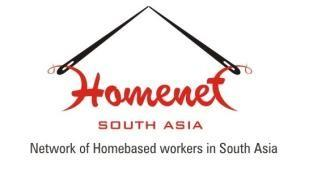 Homenet
SOUTH ASIA
Network of Homebased workers in South Asia